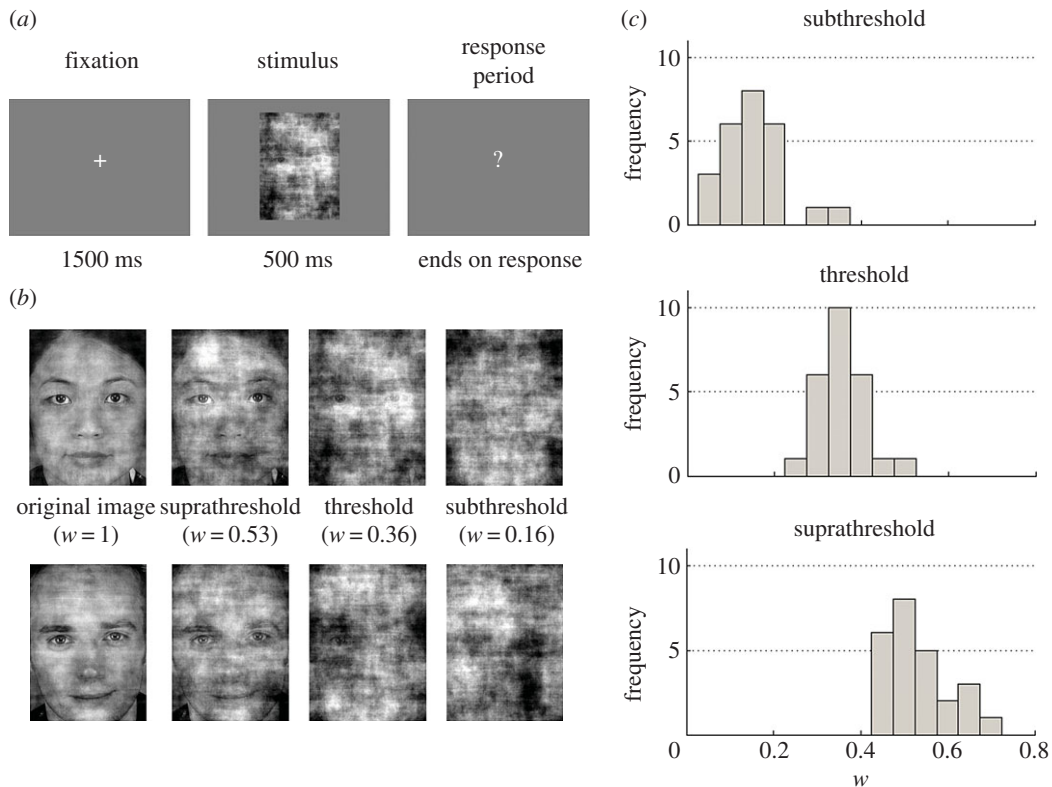 (a)
fixation
stimulus
response
period
+
?
1500 ms
500 ms
ends on response
(b)
original image
(w = 1)
suprathreshold
(w = 0.53)
threshold
(w = 0.36)
subthreshold
(w = 0.16)
(c)
subthreshold
frequency
10
5
0
threshold
frequency
10
5
0
suprathreshold
frequency
10
5
0
0.2
0.4
0.6
0.8
w